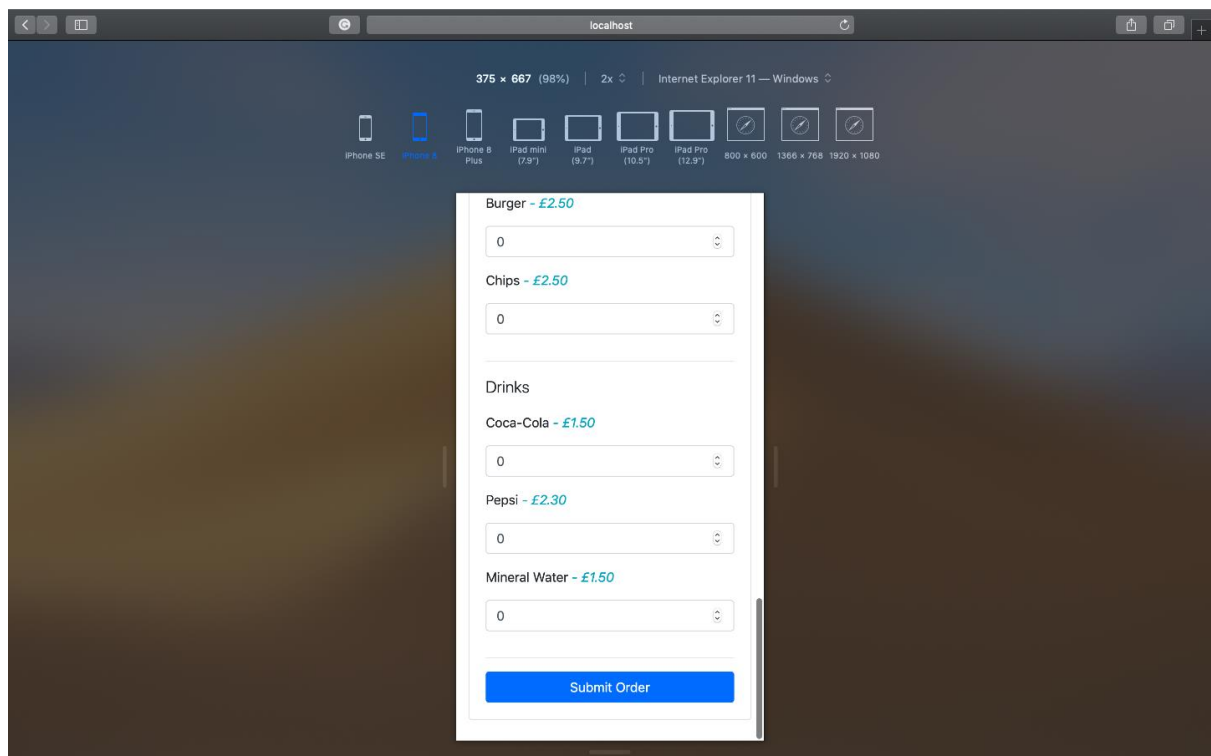 localhost
375 × 667 (98%) 2x Internet Explorer 11 — Windows
iPhone SE
iPhone 8
iPhone 8 Plus
iPad mini (7.9")
iPad (9.7")
iPad Pro (10.5")
iPad Pro (12.9")
800 × 600
1366 × 768
1920 × 1080
Burger - £2.50
0
Chips - £2.50
0
Drinks
Coca-Cola - £1.50
0
Pepsi - £2.30
0
Mineral Water - £1.50
0
Submit Order